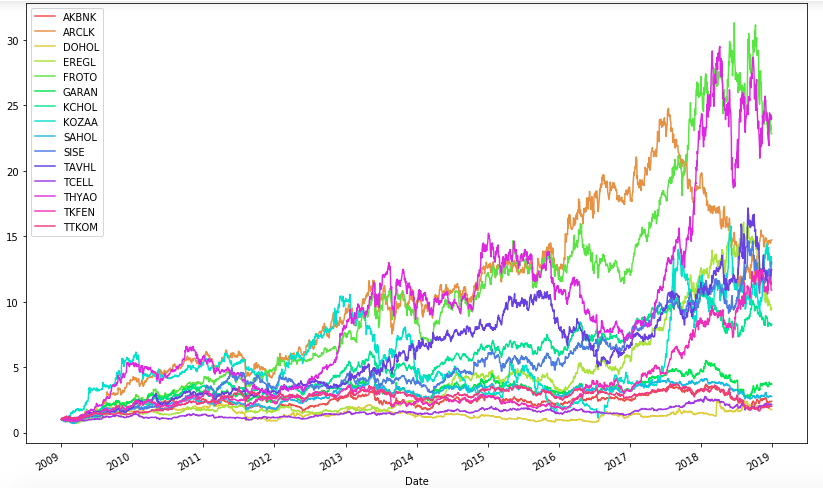 AKBNK
ARCLK
DOHOL
EREGL
FROTO
GARAN
KCHOL
KOZAA
SAHOL
SISE
TAVHL
TCELL
THYAO
TKFEN
TTKOM
30
25
20
15
10
5
0
2009
2010
2011
2012
2013
2014
2015
2016
2017
2018
2019
Date